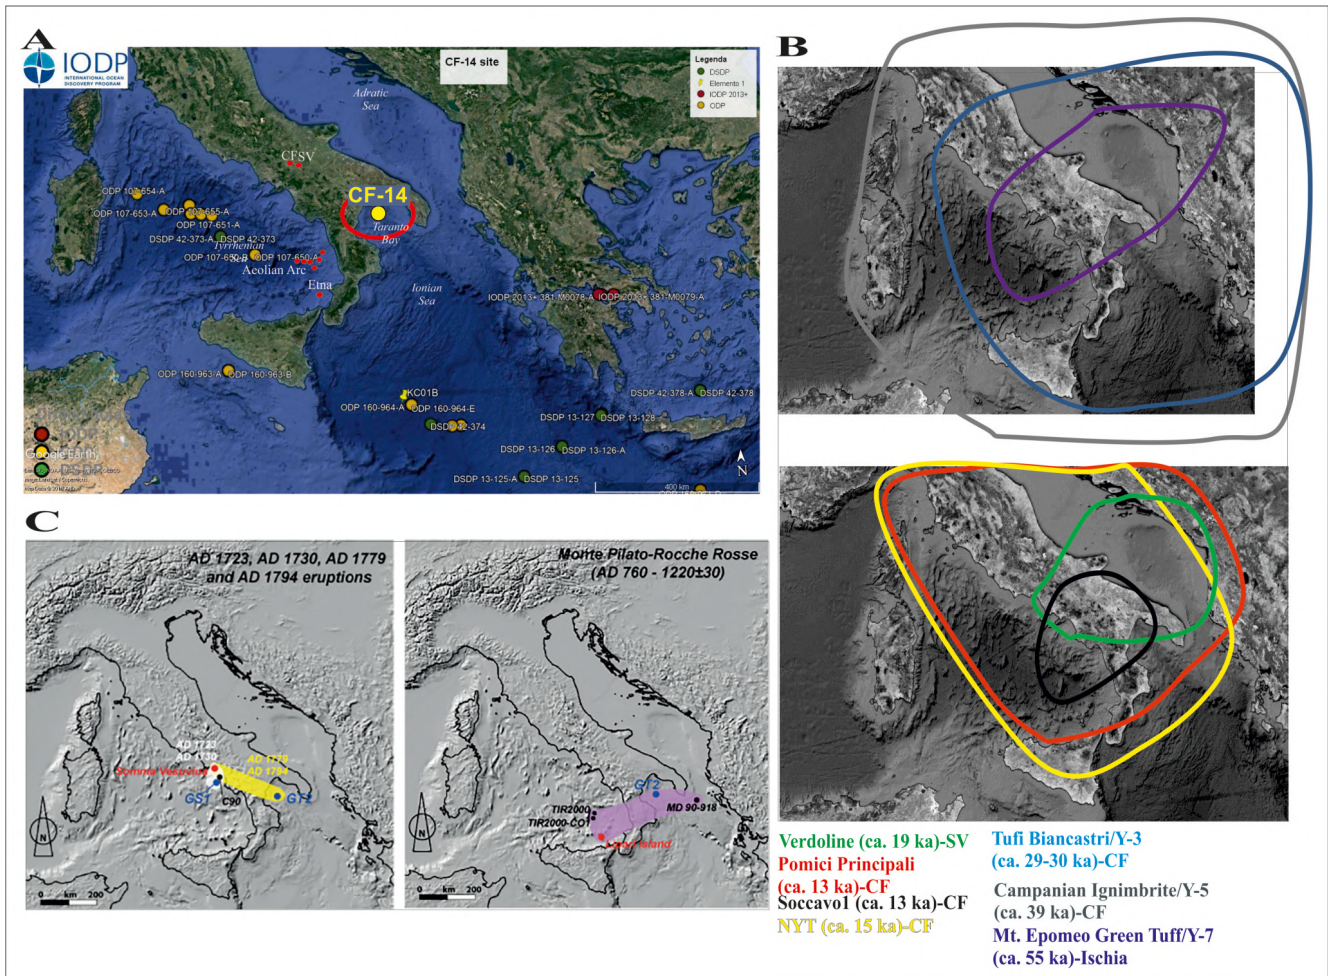 A
IODP
INTERNATIONAL OCEAN
DISCOVERY PROGRAM
CF-14 site
Legenda
DSDP
Elemento 1
IODP 2013+
ODP
Adratic
Sea
CFSV
CF-14
Taranto
Bay
ODP 107-654-A
ODP 107-653-A
ODP 107-655-A
ODP 107-651-A
DSDP 42-373-A
DSDP 42-373
Tyrrhenian
ODP 107-650-B
ODP 107-650-A
Aeolian Arc
Etna
Ionian
Sea
IODP 2013+ 381-M0078-A
IODP 2013+ 381-M0079-A
ODP 160-963-A
ODP 160-963-B
KC01B
ODP 160-964-A
ODP 160-964-E
DSDP 42-374
DSDP 42-378-A
DSDP 42-378
DSDP 13-127
DSDP 13-128
DSDP 13-126
DSDP 13-126-A
DSDP 13-125-A
DSDP 13-125
Google Earth
N
400 km
B
Verdoline (ca. 19 ka)-SV
Pomici Principali
(ca. 13 ka)-CF
Soccavo1 (ca. 13 ka)-CF
NYT (ca. 15 ka)-CF
Tufi Biancastri/Y-3
(ca. 29-30 ka)-CF
Campanian Ignimbrite/Y-5
(ca. 39 ka)-CF
Mt. Epomeo Green Tuff/Y-7
(ca. 55 ka)-Ischia
C
AD 1723, AD 1730, AD 1779
and AD 1794 eruptions
AD 1723
AD 1730
AD 1779
AD 1794
Somma Vesuvius
GS1
C90
GT2
N
km
0 200
Monte Pilato-Rocche Rosse
(AD 760 - 1220±30)
GT2
MD 90-918
TIR2000
TIR2000-CO1
Lipari Island
N
km
0 200